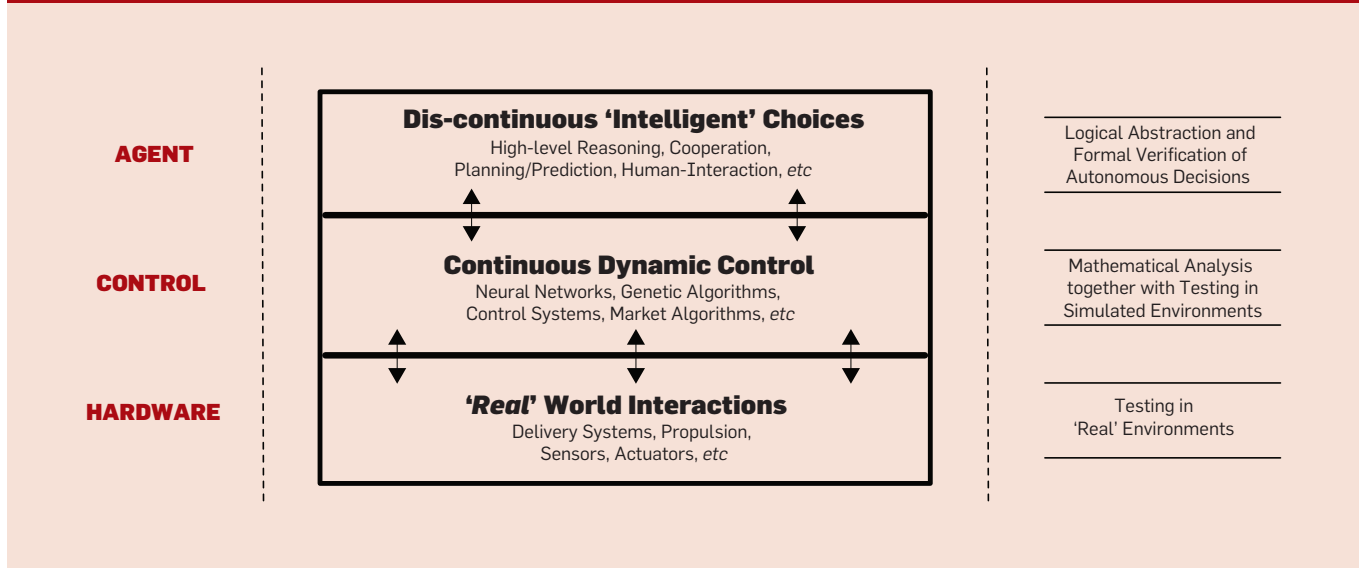 AGENT
Dis-continuous ‘Intelligent’ Choices
High-level Reasoning, Cooperation,
Planning/Prediction, Human-Interaction, etc
Logical Abstraction and
Formal Verification of
Autonomous Decisions
CONTROL
Continuous Dynamic Control
Neural Networks, Genetic Algorithms,
Control Systems, Market Algorithms, etc
Mathematical Analysis
together with Testing in
Simulated Environments
HARDWARE
‘Real’ World Interactions
Delivery Systems, Propulsion,
Sensors, Actuators, etc
Testing in
‘Real’ Environments